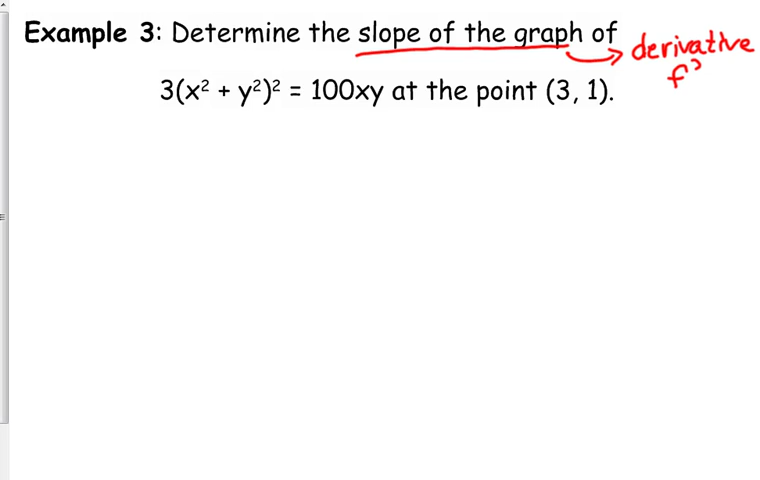 Example 3: Determine the slope of the graph of
derivative
f'
3(x² + y²)² = 100xy at the point (3, 1).